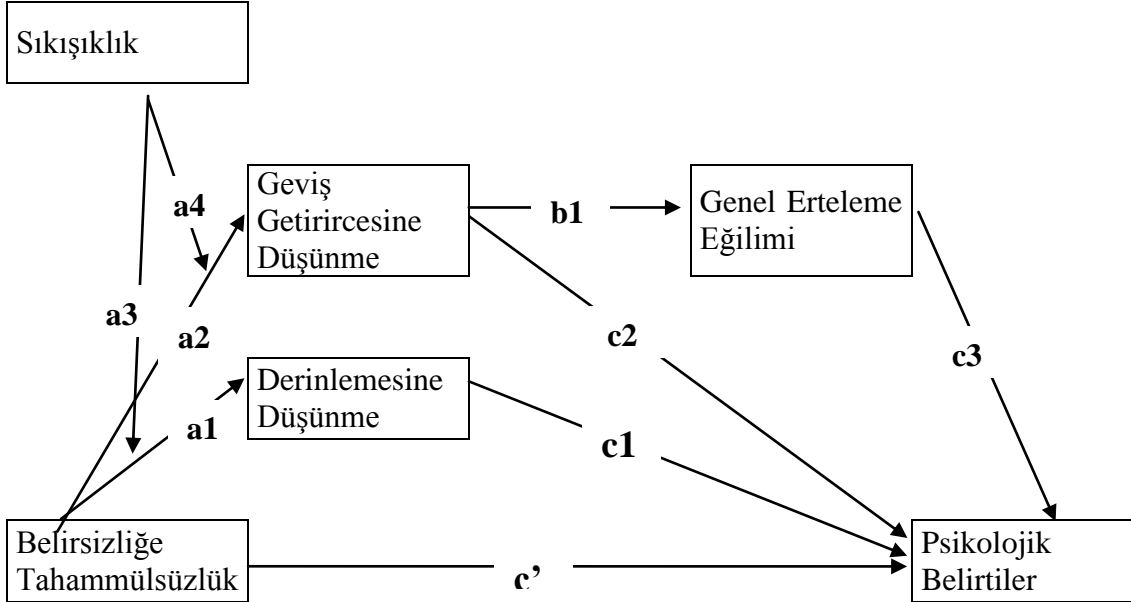 Sıkışıklık
a4
Geviş
Getirircesine
Düşünme
b1
Genel Erteleme
Eğilimi
a3
a2
c2
c3
Derinlemesine
Düşünme
a1
c1
Belirsizliğe
Tahammülsüzlük
c’
Psikolojik
Belirtiler